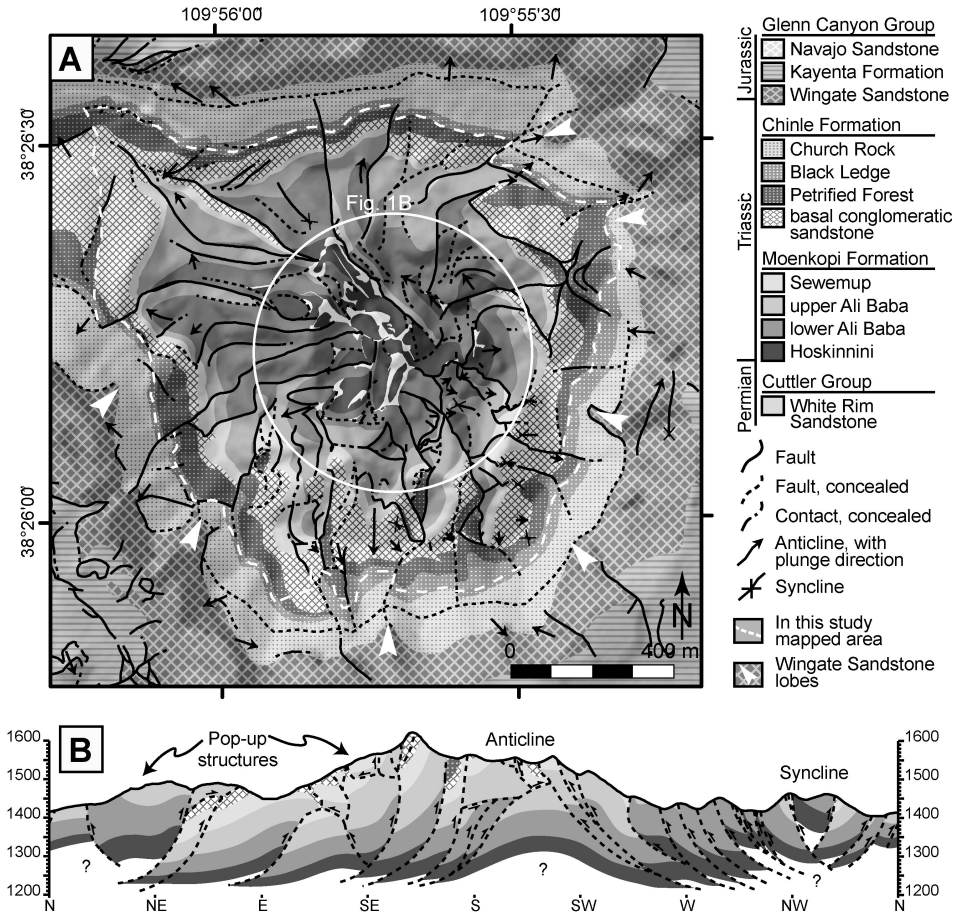 109°56'00"
109°55'30"
A
38°26'30'
38°26'00'
Fig. 1B
N
0
400 m
Jurassic
Triassic
Permian
Glenn Canyon Group
Navajo Sandstone
Kayenta Formation
Wingate Sandstone
Chinle Formation
Church Rock
Black Ledge
Petrified Forest
basal conglomeratic
sandstone
Moenkopi Formation
Sewemup
upper Ali Baba
lower Ali Baba
Hoskinnini
Cuttler Group
White Rim
Sandstone
Fault
Fault, concealed
Contact, concealed
Anticline, with
plunge direction
Syncline
In this study
mapped area
Wingate Sandstone
lobes
B
Pop-up
structures
Anticline
Syncline
1600
1500
1400
1300
1200
1600
1500
1400
1300
1200
?
?
?
N
NE
E
SE
S
SW
W
NW
N